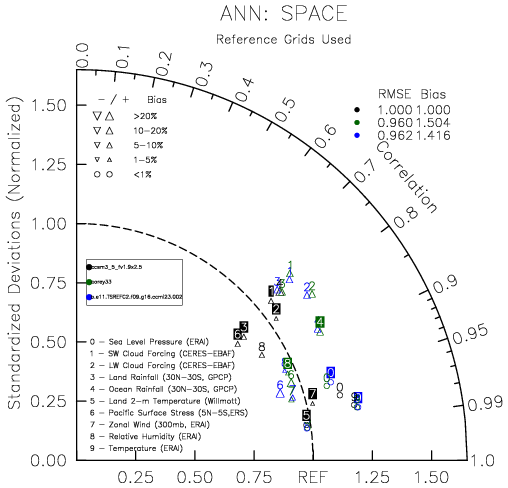 ANN: SPACE
Reference Grids Used
0.0 0.1 0.2 0.3 0.4 0.5 0.6 0.7 0.8 0.9 0.95 0.99 1.0
Correlation
RMSE Bias
1.000 1.000
0.960 1.504
0.962 1.416
- / + Bias
>20%
10-20%
5-10%
1-5%
<1%
Standardized Deviations (Normalized)
1.50
1.25
1.00
0.75
0.50
0.25
0.00
0 - Sea Level Pressure (ERAI)
1 - SW Cloud Forcing (CERES-EBAF)
2 - LW Cloud Forcing (CERES-EBAF)
3 - Land Rainfall (30N-30S, GPCP)
4 - Ocean Rainfall (30N-30S, GPCP)
5 - Land 2-m Temperature (Willmott)
6 - Pacific Surface Stress (5N-5S,ERS)
7 - Zonal Wind (300mb, ERAI)
8 - Relative Humidity (ERAI)
9 - Temperature (ERAI)
0.25 0.50 0.75 REF 1.25 1.50